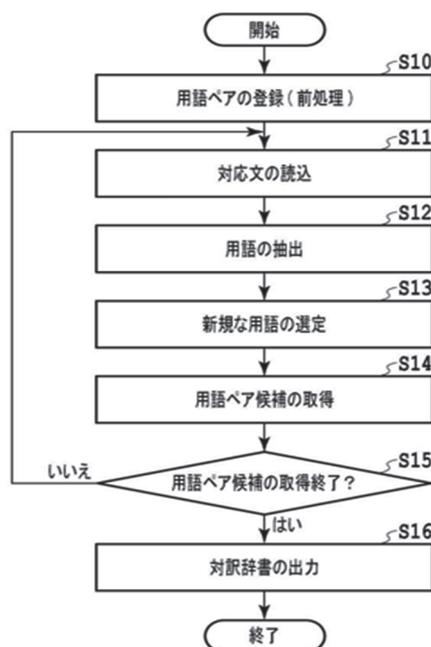 開始
S10
用語ペアの登録(前処理)
S11
対応文の読込
S12
用語の抽出
S13
新規な用語の選定
S14
用語ペア候補の取得
S15
用語ペア候補の取得終了?
いいえ
はい
S16
対訳辞書の出力
終了